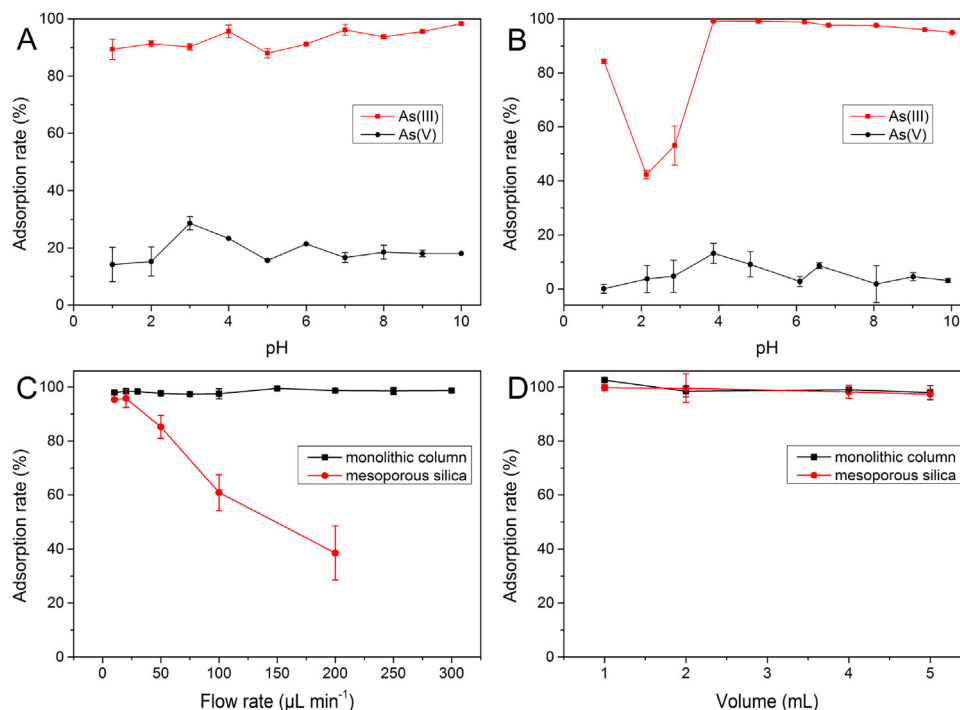 A
Adsorption rate (%)
100
80
60
40
20
0
As(III)
As(V)
0
2
4
6
8
10
pH
B
Adsorption rate (%)
100
80
60
40
20
0
As(III)
As(V)
0
2
4
6
8
10
pH
C
Adsorption rate (%)
100
80
60
40
20
0
monolithic column
mesoporous silica
0
50
100
150
200
250
300
Flow rate (µL min⁻¹)
D
Adsorption rate (%)
100
80
60
40
20
0
monolithic column
mesoporous silica
1
2
3
4
5
Volume (mL)